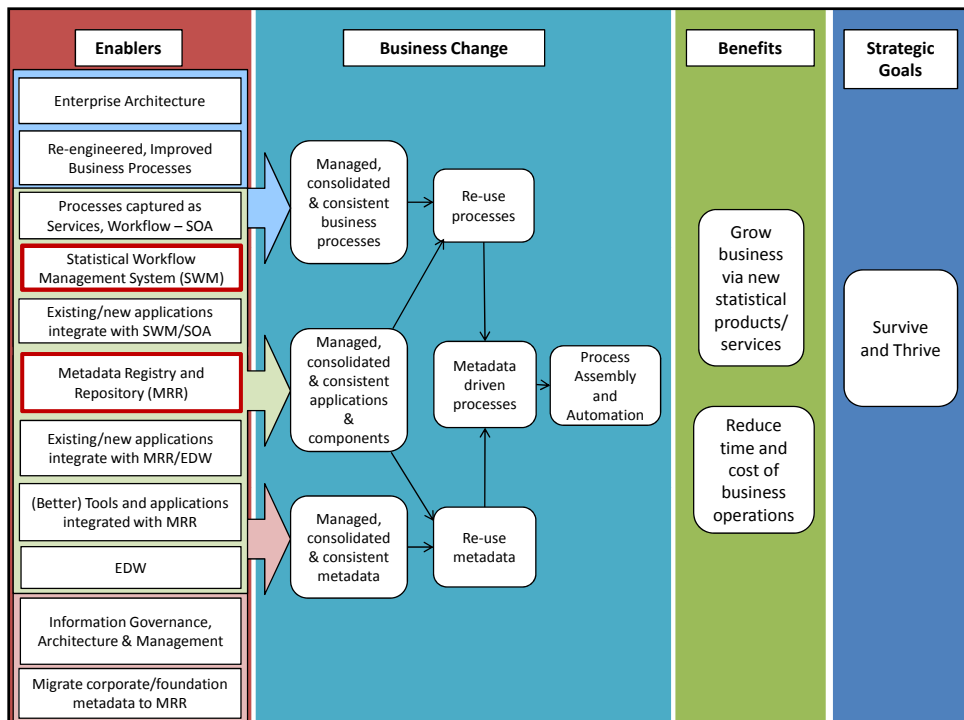 Enablers
Enterprise Architecture
Re-engineered, Improved
Business Processes
Processes captured as
Services, Workflow – SOA
Statistical Workflow
Management System (SWM)
Existing/new applications
integrate with SWM/SOA
Metadata Registry and
Repository (MRR)
Existing/new applications
integrate with MRR/EDW
(Better) Tools and applications
integrated with MRR
EDW
Information Governance,
Architecture & Management
Migrate corporate/foundation
metadata to MRR
Business Change
Managed,
consolidated
& consistent
business
processes
Re-use
processes
Managed,
consolidated
& consistent
applications
&
components
Metadata
driven
processes
Process
Assembly
and
Automation
Managed,
consolidated
& consistent
metadata
Re-use
metadata
Benefits
Grow
business
via new
statistical
products/
services
Reduce
time and
cost of
business
operations
Strategic
Goals
Survive
and Thrive